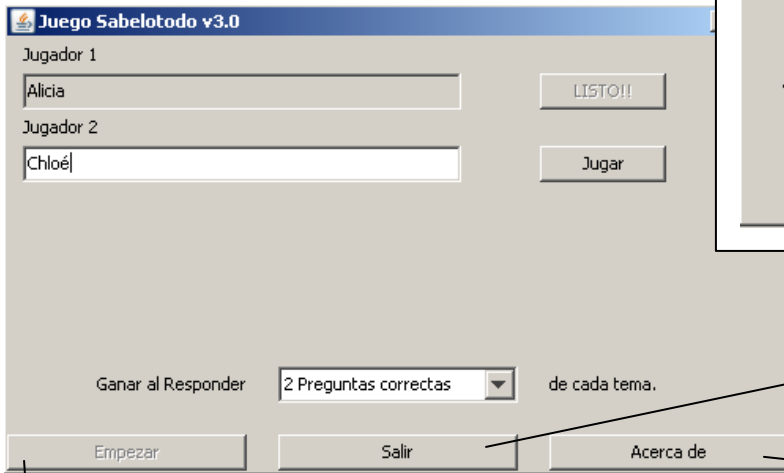 Juego Sabelotodo v3.0
Jugador 1
Alicia
LISTO!!
Jugador 2
Chloé
Jugar
Ganar al Responder 2 Preguntas correctas de cada tema.
Empezar Salir Acerca de